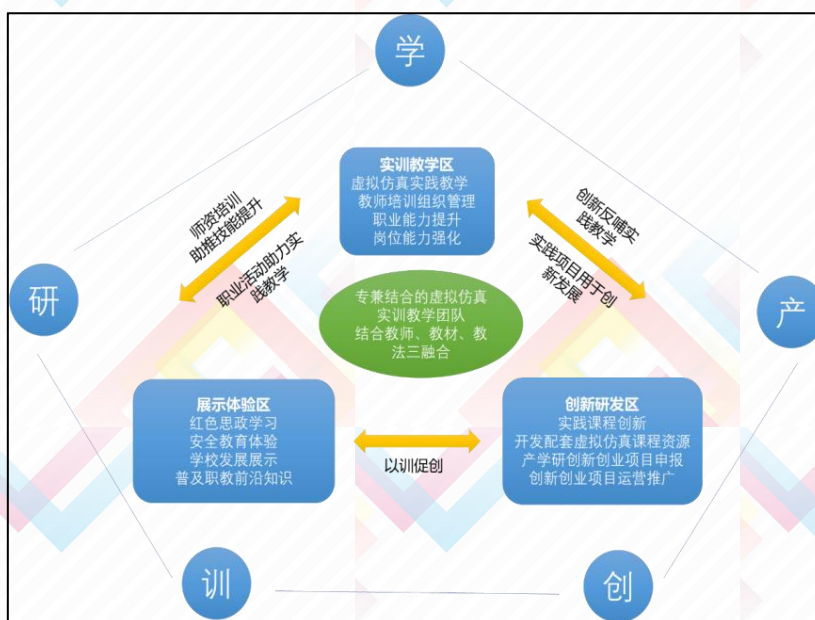 学
实训教学区
虚拟仿真实践教学
教师培训组织管理
职业能力提升
岗位能力强化
师资培训
助推技能提升
职业活动助力实
践教学
创新反哺实
践教学
实践项目用于创
新发展
研
产
专兼结合的虚拟仿真
实训教学团队
结合教师、教材、教
法三融合
展示体验区
红色思政学习
安全教育体验
学校发展展示
普及职教前沿知识
以训促创
创新研发区
实践课程创新
开发配套虚拟仿真课程资源
产学研创新创业项目申报
创新创业项目运营推广
训
创